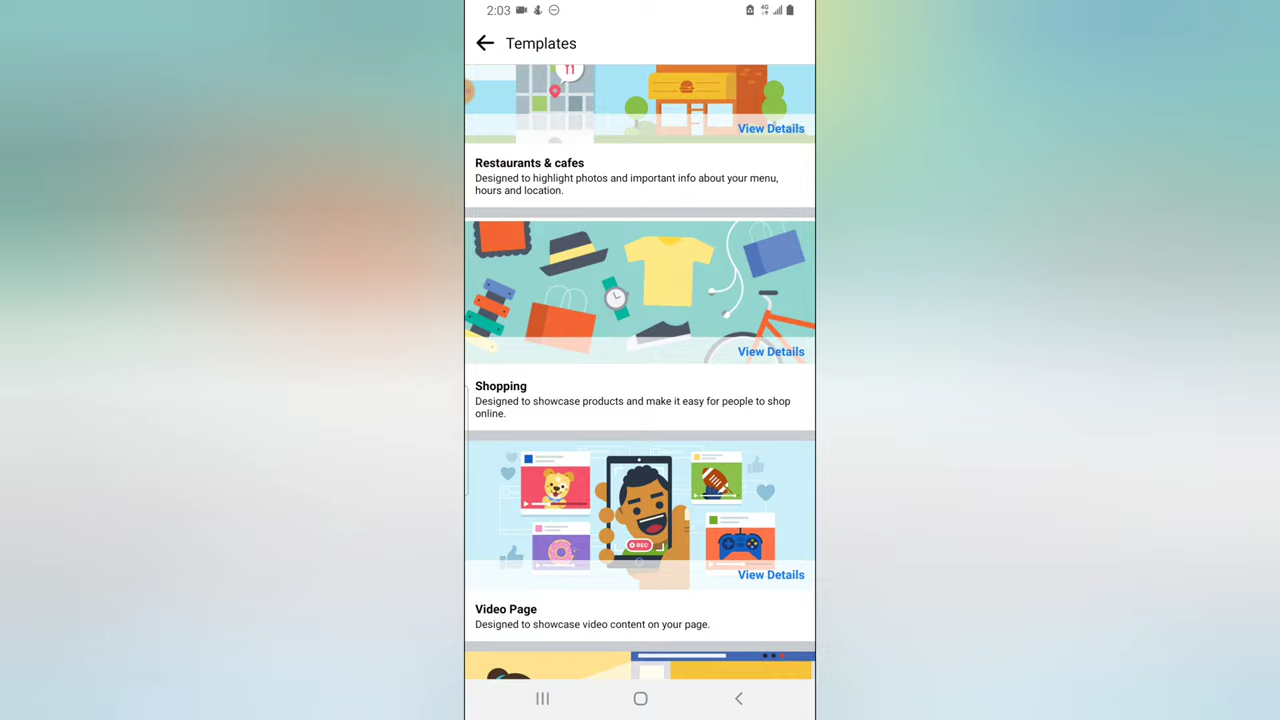 2:03
4G
Templates
View Details
Restaurants & cafes
Designed to highlight photos and important info about your menu,
hours and location.
View Details
Shopping
Designed to showcase products and make it easy for people to shop
online.
REC
View Details
Video Page
Designed to showcase video content on your page.